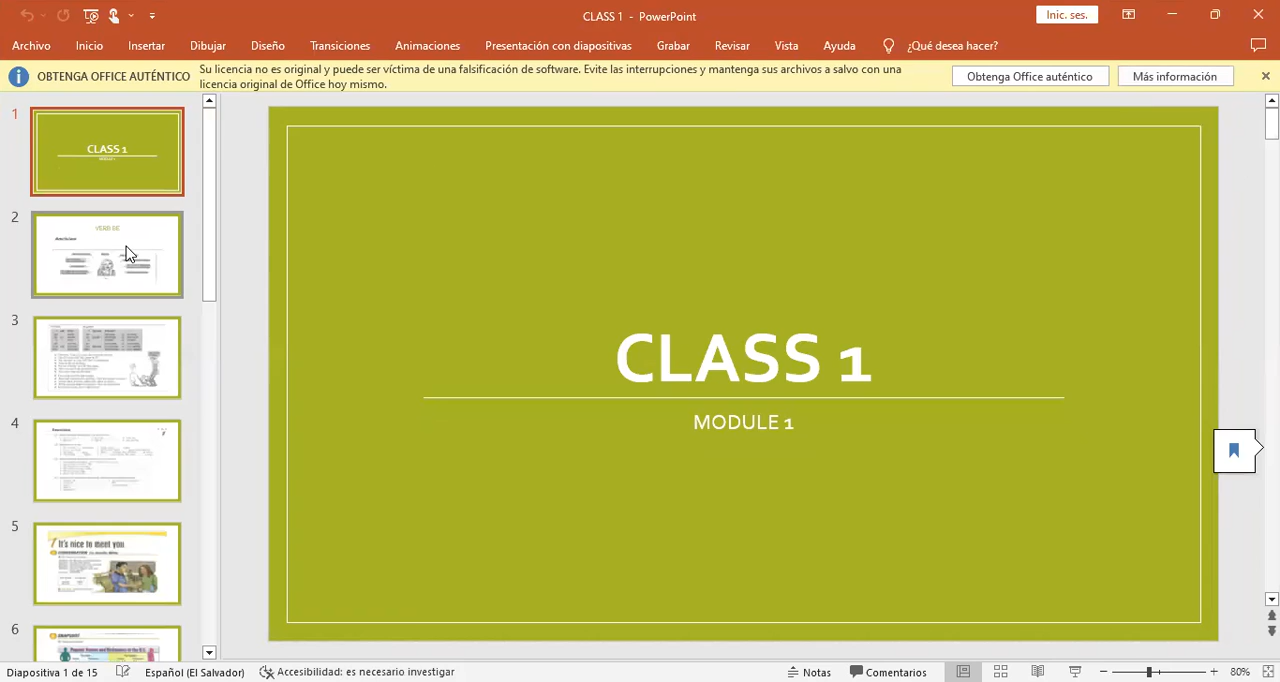 CLASS 1 - PowerPoint
Inic. ses.
Archivo Inicio Insertar Dibujar Diseño Transiciones Animaciones Presentación con diapositivas Grabar Revisar Vista Ayuda ¿Qué desea hacer?
OBTENGA OFFICE AUTÉNTICO Su licencia no es original y puede ser víctima de una falsificación de software. Evite las interrupciones y mantenga sus archivos a salvo con una
licencia original de Office hoy mismo.
Obtenga Office auténtico Más información
1
CLASS 1
MODULE 1
2
VERB BE
3
4
5
It's nice to meet you
CONVERSATION
6
SNAPSHOT
CLASS 1
MODULE 1
Diapositiva 1 de 15 Español (El Salvador) Accesibilidad: es necesario investigar Notas Comentarios 80%